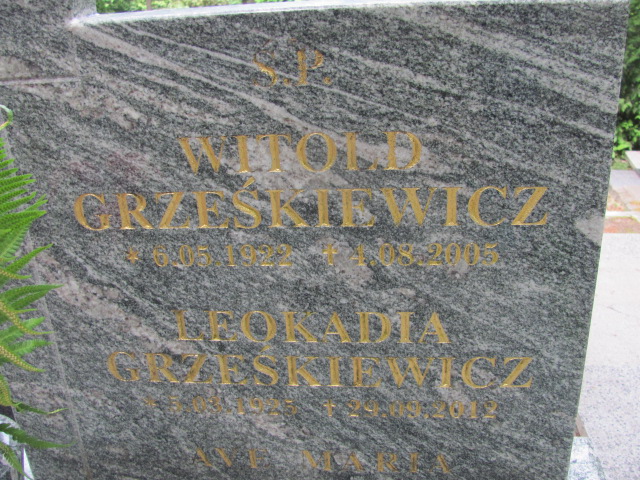 Ś.P.
WITOLD
GRZEŚKIEWICZ
* 6.05.1922 † 4.08.2005
LEOKADIA
GRZEŚKIEWICZ
* 3.03.1925 † 29.09.2012
AVE MARIA